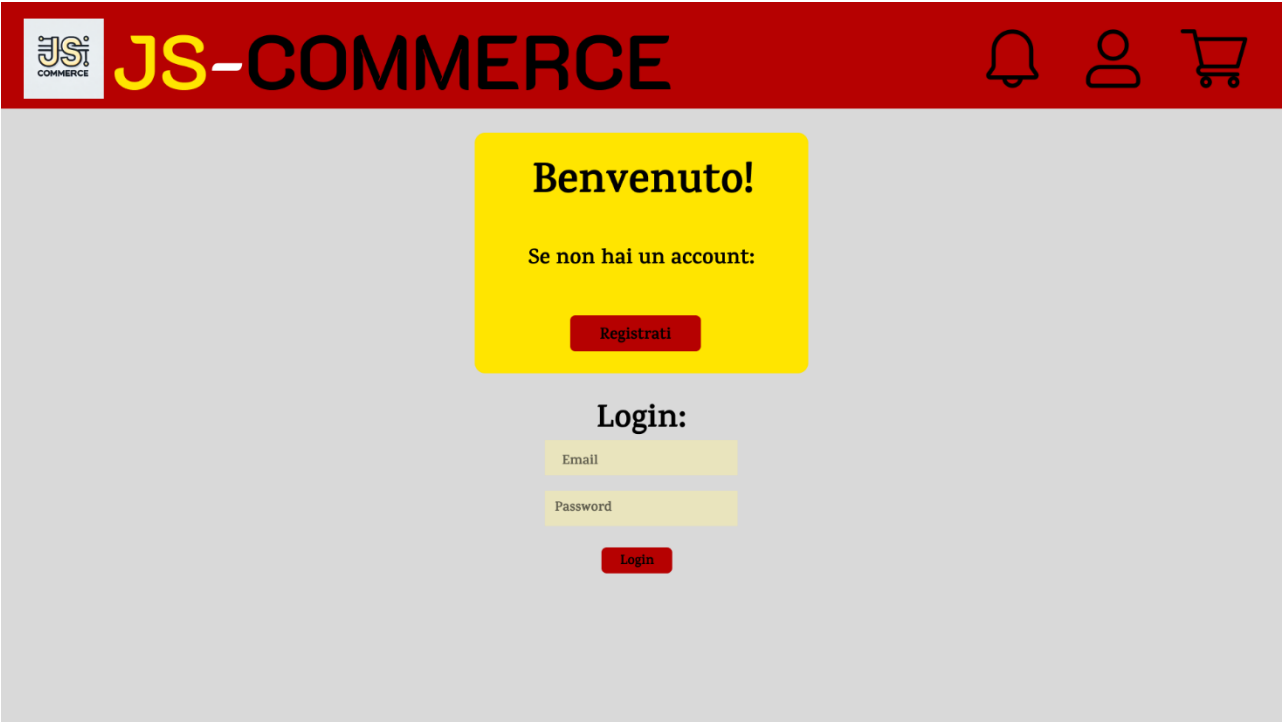 JS
COMMERCE
JS-COMMERCE
Benvenuto!
Se non hai un account:
Registrati
Login:
Email
Password
Login